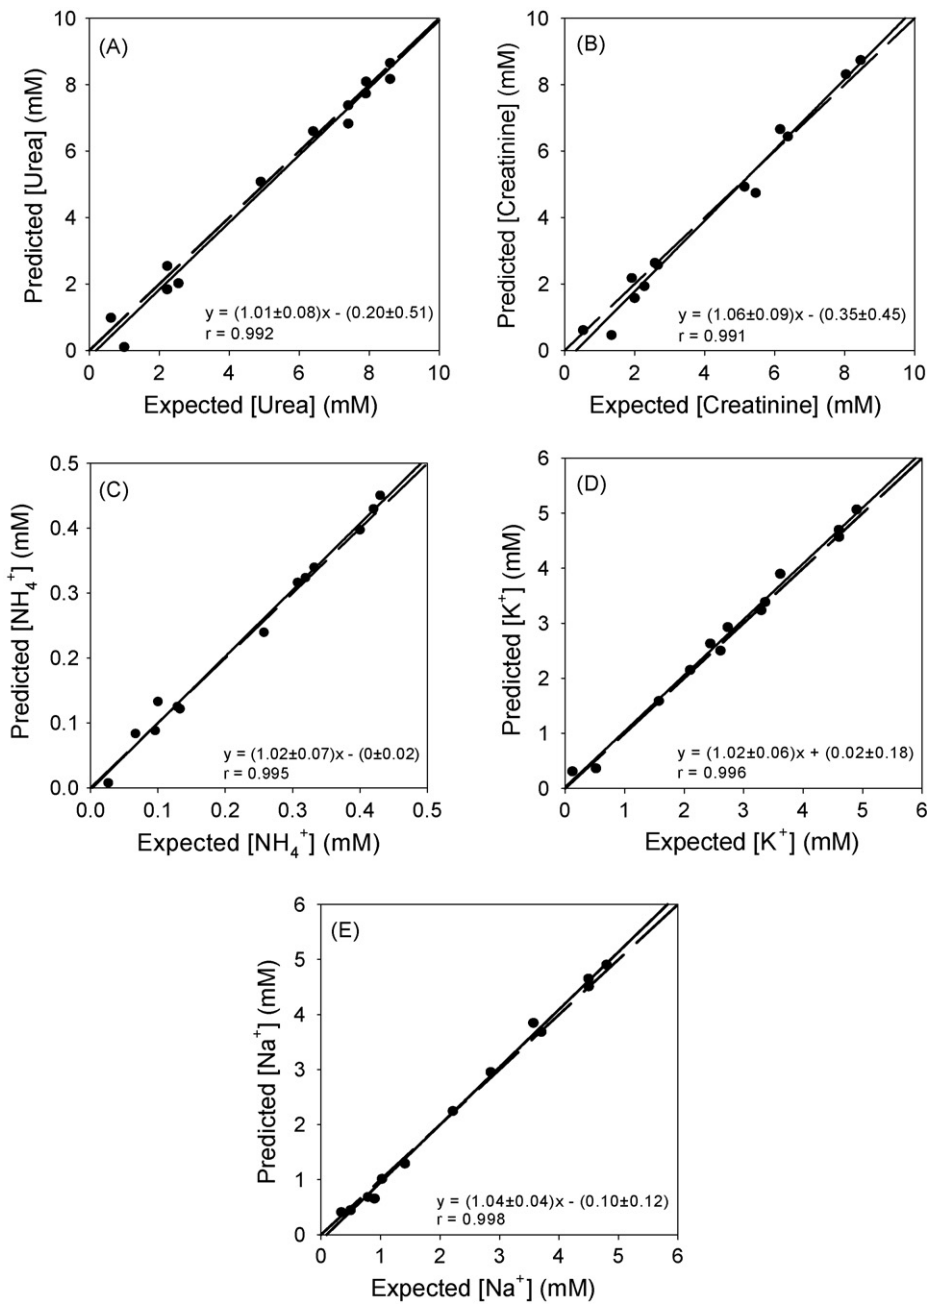 (A)
10
8
6
4
2
0
Predicted [Urea] (mM)
y = (1.01±0.08)x - (0.20±0.51)
r = 0.992
0 2 4 6 8 10
Expected [Urea] (mM)
(B)
10
8
6
4
2
0
Predicted [Creatinine] (mM)
y = (1.06±0.09)x - (0.35±0.45)
r = 0.991
0 2 4 6 8 10
Expected [Creatinine] (mM)
(C)
0.5
0.4
0.3
0.2
0.1
0.0
Predicted [NH₄⁺] (mM)
y = (1.02±0.07)x - (0±0.02)
r = 0.995
0.0 0.1 0.2 0.3 0.4 0.5
Expected [NH₄⁺] (mM)
(D)
6
5
4
3
2
1
0
Predicted [K⁺] (mM)
y = (1.02±0.06)x + (0.02±0.18)
r = 0.996
0 1 2 3 4 5 6
Expected [K⁺] (mM)
(E)
6
5
4
3
2
1
0
Predicted [Na⁺] (mM)
y = (1.04±0.04)x - (0.10±0.12)
r = 0.998
0 1 2 3 4 5 6
Expected [Na⁺] (mM)